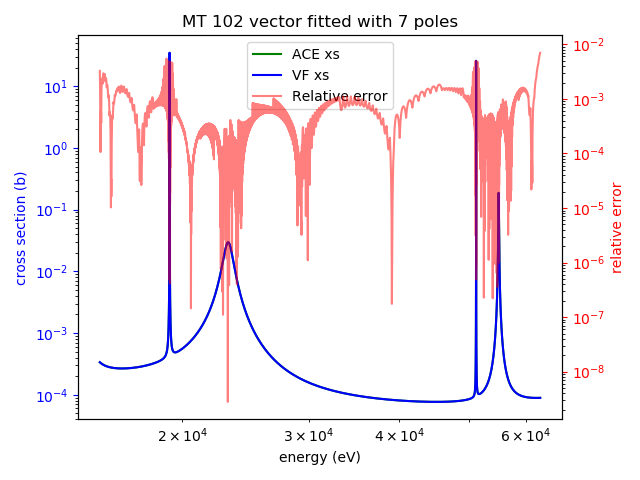 MT 102 vector fitted with 7 poles
ACE xs
VF xs
Relative error
cross section (b)
10¹
10⁰
10⁻¹
10⁻²
10⁻³
10⁻⁴
relative error
10⁻²
10⁻³
10⁻⁴
10⁻⁵
10⁻⁶
10⁻⁷
10⁻⁸
2 × 10⁴ 3 × 10⁴ 4 × 10⁴ 6 × 10⁴
energy (eV)